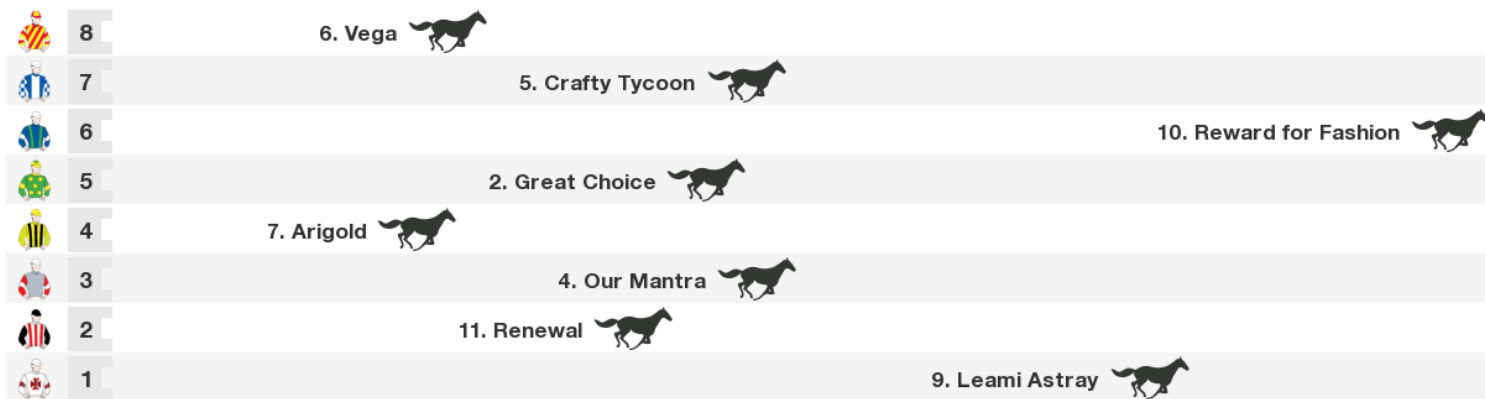 8 6. Vega
7 5. Crafty Tycoon
6 10. Reward for Fashion
5 2. Great Choice
4 7. Arigold
3 4. Our Mantra
2 11. Renewal
1 9. Leami Astray